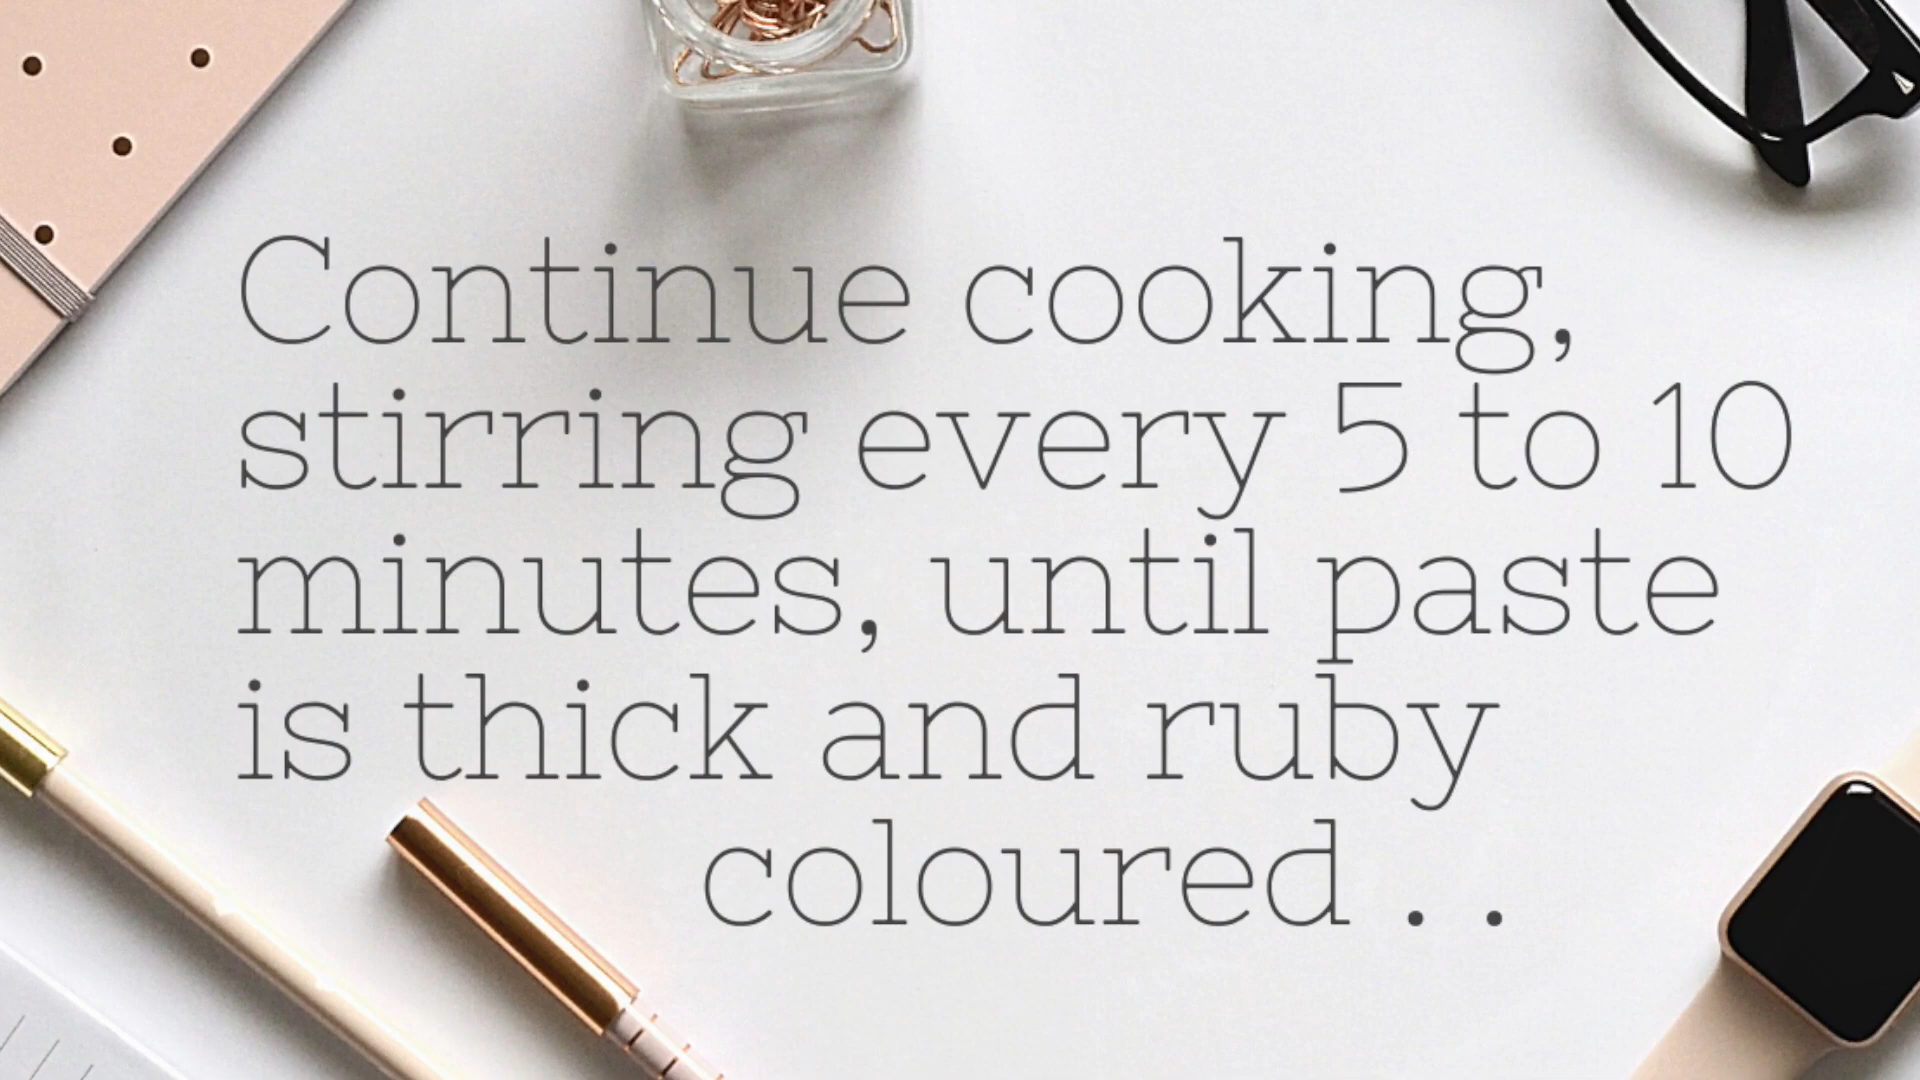 Continue cooking,
stirring every 5 to 10
minutes, until paste
is thick and ruby
coloured . .